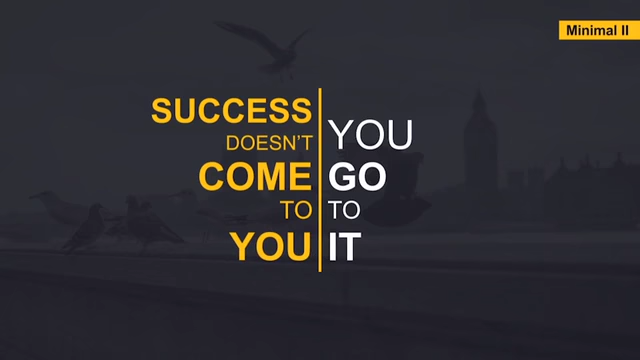 Minimal II
SUCCESS
DOESN'T
COME
TO
YOU
YOU
GO
TO
IT